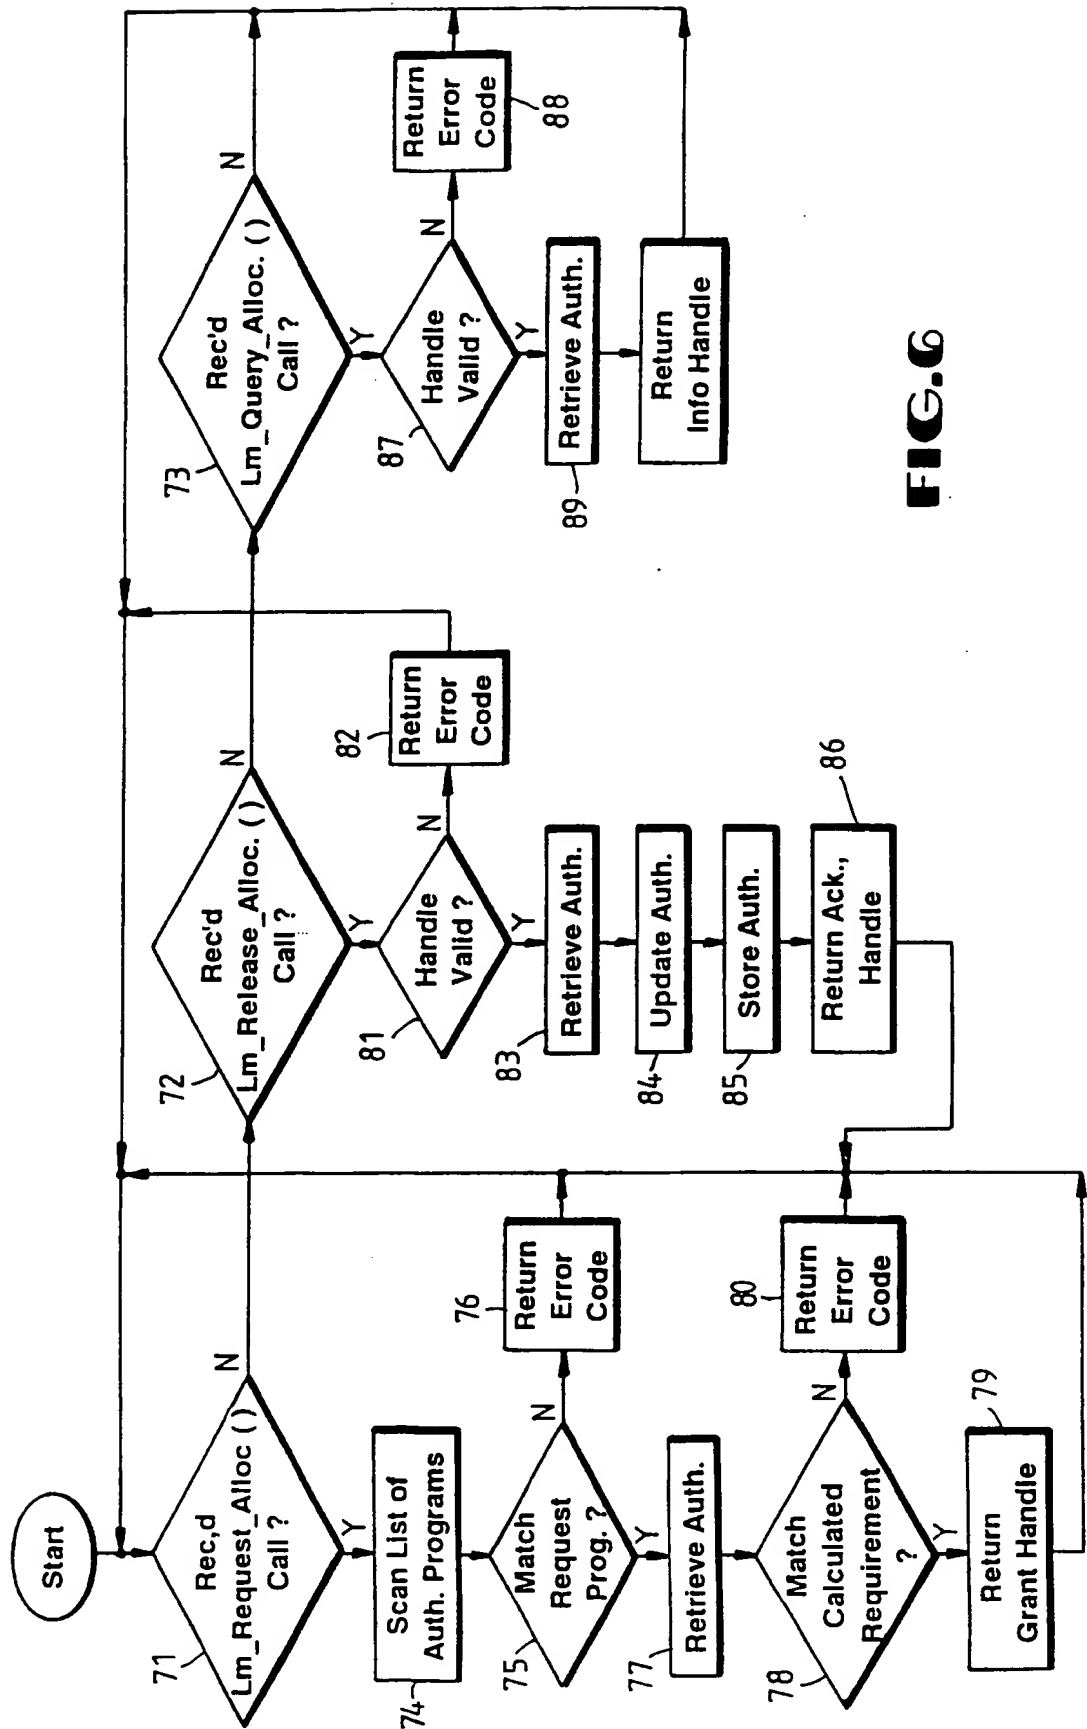 Start
71
Rec,d
Lm_Request_Alloc ( )
Call ?
N
Y
74
Scan List of
Auth. Programs
75
Match
Request
Prog. ?
N
Y
76
Return
Error
Code
77
Retrieve Auth.
78
Match
Calculated
Requirement
?
N
Y
80
Return
Error
Code
79
Return
Grant Handle
72
Rec'd
Lm_Release_Alloc. ( )
Call ?
N
Y
81
Handle
Valid ?
N
Y
82
Return
Error
Code
83
Retrieve Auth.
84
Update Auth.
85
Store Auth.
86
Return Ack.,
Handle
73
Rec'd
Lm_Query_Alloc. ( )
Call ?
N
Y
87
Handle
Valid ?
N
Y
88
Return
Error
Code
89
Retrieve Auth.
Return
Info Handle
FIG.6